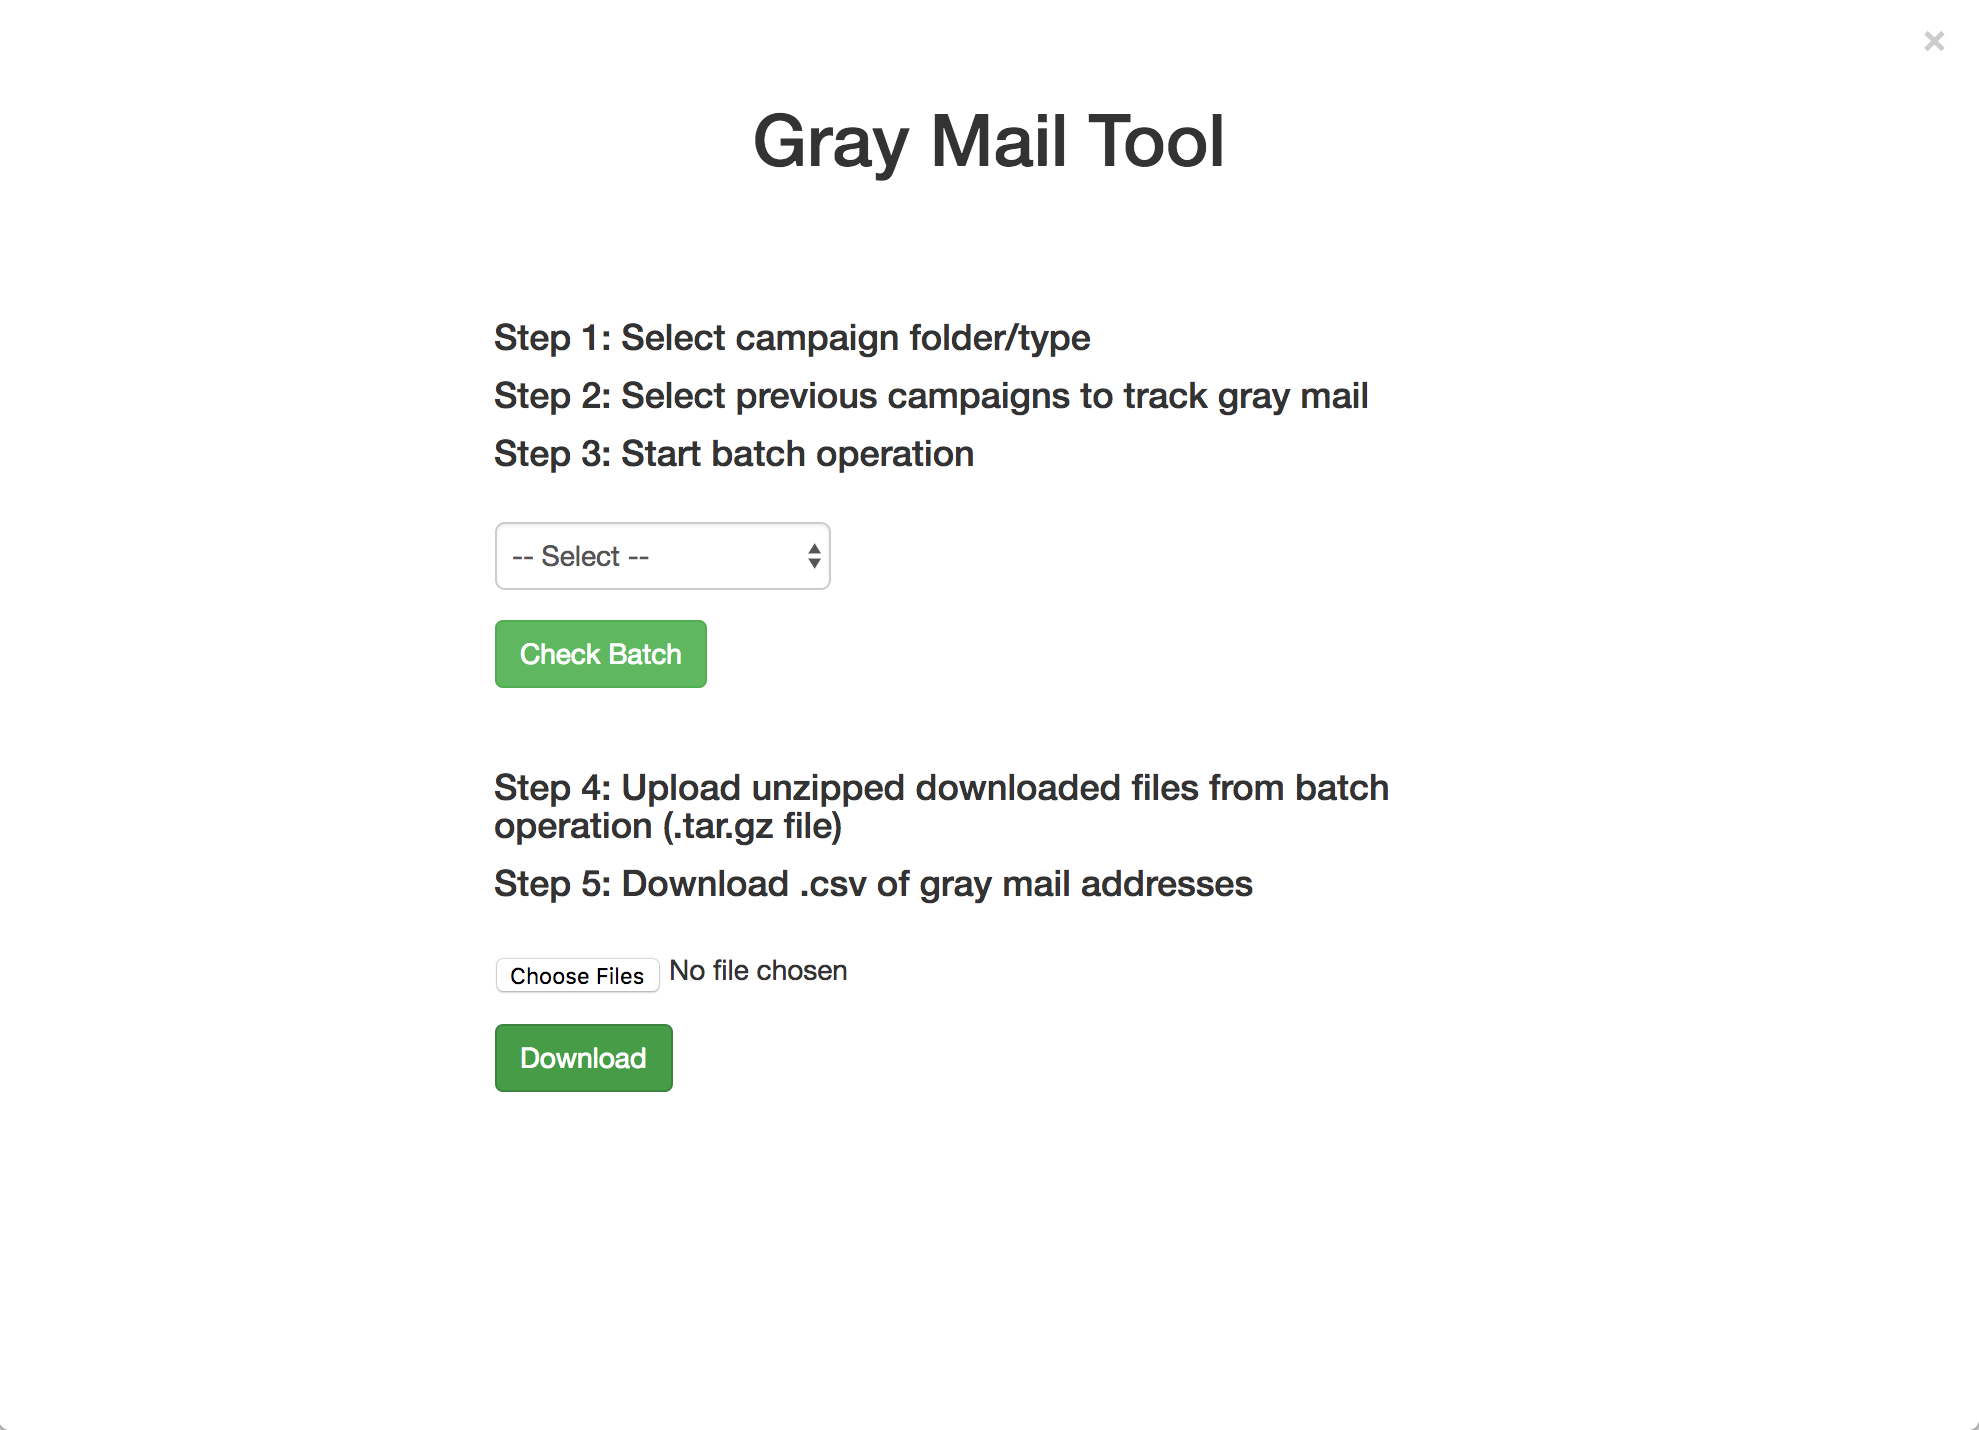 ×
Gray Mail Tool
Step 1: Select campaign folder/type
Step 2: Select previous campaigns to track gray mail
Step 3: Start batch operation
-- Select --
Check Batch
Step 4: Upload unzipped downloaded files from batch
operation (.tar.gz file)
Step 5: Download .csv of gray mail addresses
Choose Files No file chosen
Download